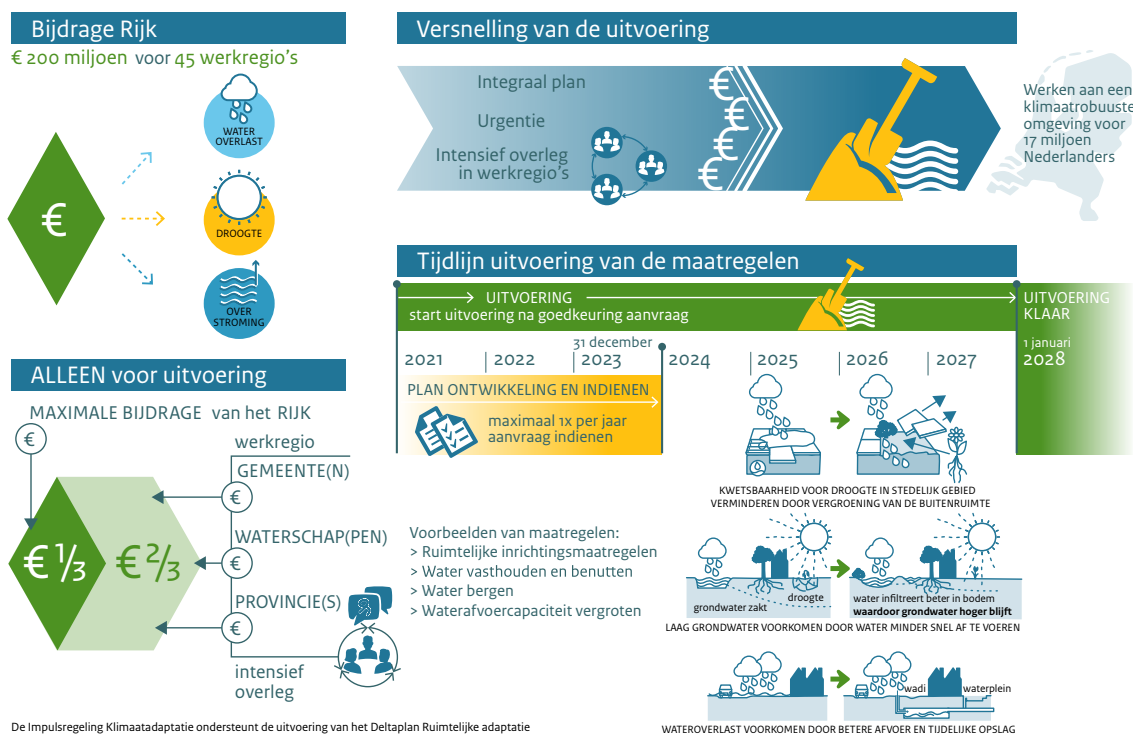 Bijdrage Rijk
€ 200 miljoen voor 45 werkregio's
€
WATER
OVERLAST
DROOGTE
OVER
STROMING
ALLEEN voor uitvoering
MAXIMALE BIJDRAGE van het RIJK
€
€ 1/3
€ 2/3
werkregio
GEMEENTE(N)
€
WATERSCHAP(PEN)
€
PROVINCIE(S)
€
intensief
overleg
De Impulsregeling Klimaatadaptatie ondersteunt de uitvoering van het Deltaplan Ruimtelijke adaptatie
Versnelling van de uitvoering
Integraal plan
Urgentie
Intensief overleg
in werkregio's
€
€
€
€
Werken aan een
klimaatrobuuste
omgeving voor
17 miljoen
Nederlanders
Tijdlijn uitvoering van de maatregelen
UITVOERING
start uitvoering na goedkeuring aanvraag
UITVOERING
KLAAR
31 december
1 januari
2021
2022
2023
2024
2025
2026
2027
2028
PLAN ONTWIKKELING EN INDIENEN
maximaal 1x per jaar
aanvraag indienen
KWETSBAARHEID VOOR DROOGTE IN STEDELIJK GEBIED
VERMINDEREN DOOR VERGROENING VAN DE BUITENRUIMTE
Voorbeelden van maatregelen:
> Ruimtelijke inrichtingsmaatregelen
> Water vasthouden en benutten
> Water bergen
> Waterafvoercapaciteit vergroten
grondwater zakt
droogte
water infiltreert beter in bodem
waardoor grondwater hoger blijft
LAAG GRONDWATER VOORKOMEN DOOR WATER MINDER SNEL AF TE VOEREN
wadi
waterplein
WATEROVERLAST VOORKOMEN DOOR BETERE AFVOER EN TIJDELIJKE OPSLAG